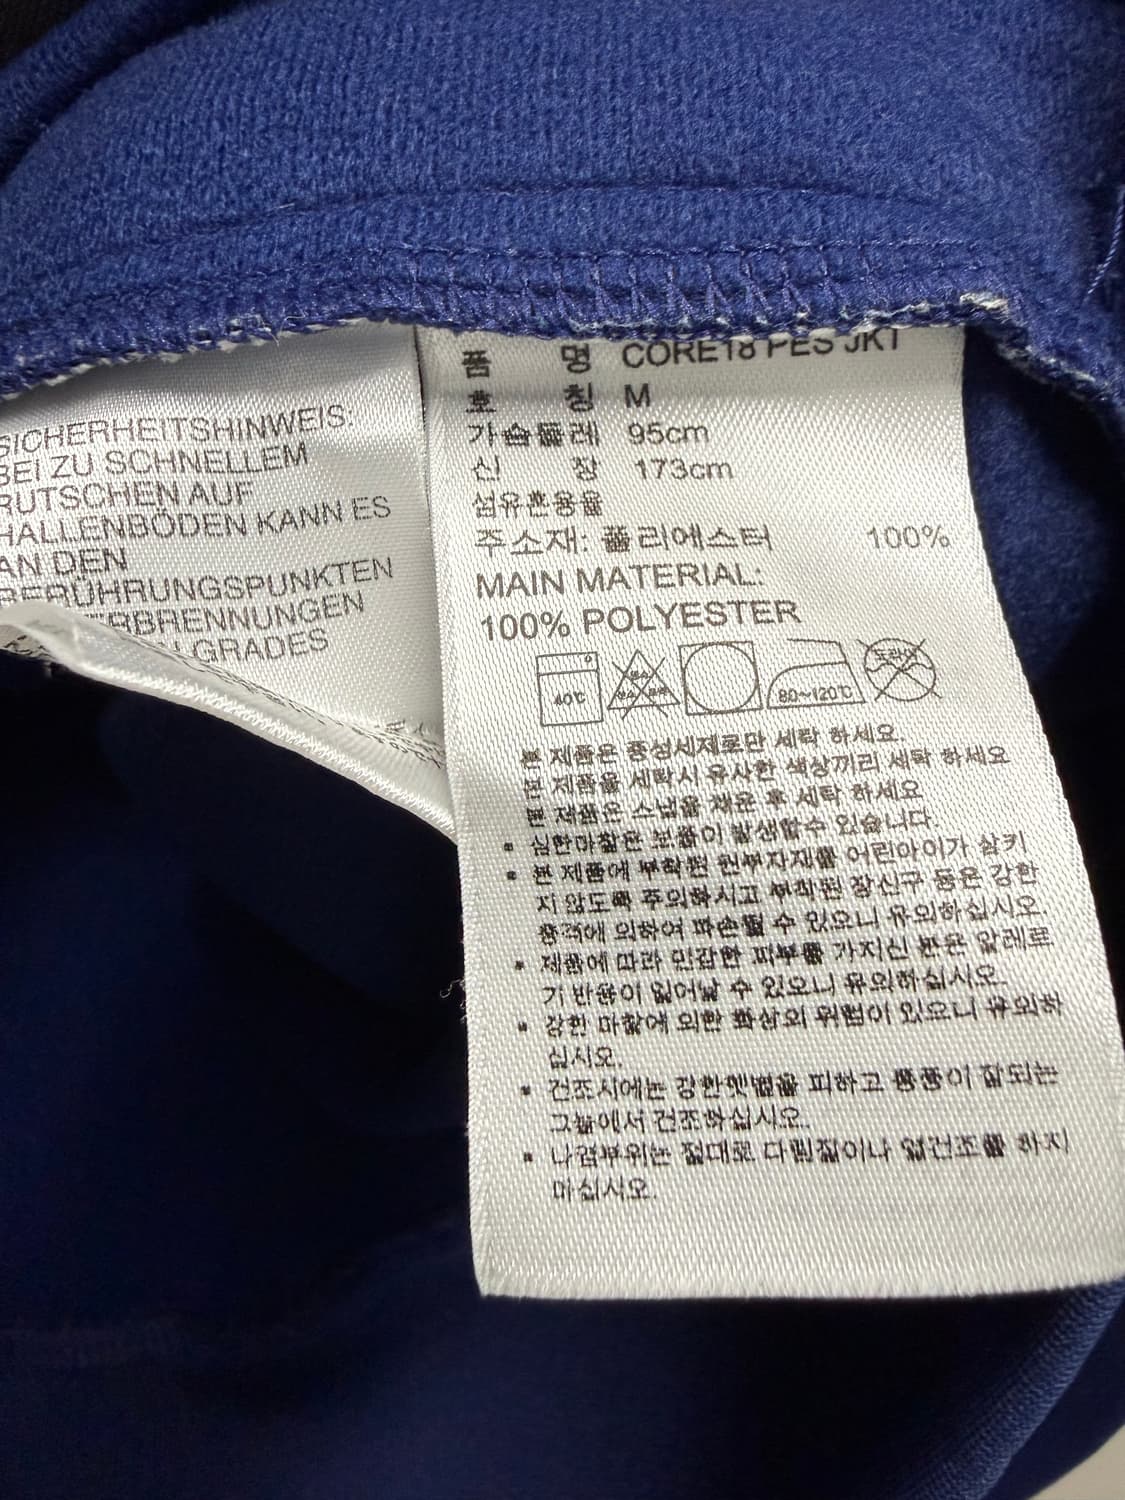 SICHERHEITSHINWEIS:
BEI ZU SCHNELLEM
RUTSCHEN AUF
HALLENBÖDEN KANN ES
AN DEN
BERÜHRUNGSPUNKTEN
ERBRENNUNGEN
GRADES
품 명 CORE18 PES JKT
호 칭 M
가슴둘레 95cm
신 장 173cm
섬유혼용율
주소재: 폴리에스터 100%
MAIN MATERIAL:
100% POLYESTER
40℃
80~120℃
드라이
본 제품은 중성세제로만 세탁 하세요.
본 제품을 세탁시 유사한 색상끼리 세탁 하세요
본 제품은 스냅을 채운 후 세탁 하세요
• 심한마찰은 보풀이 발생할수 있습니다.
• 본 제품에 부착된 원부자재를 어린아이가 삼키
지 않도록 주의하시고 부착된 장신구 등은 강한
충격에 의하여 파손될 수 있으니 유의하십시오.
• 제품에 따라 민감한 피부를 가지신 분은 알레르
기 반응이 일어날 수 있으니 유의하십시오.
• 강한 마찰에 의한 화상의 위험이 있으니 유의하
십시오.
• 건조시에는 강한햇볕을 피하고 통풍이 잘되는
그늘에서 건조하십시오.
• 나염부위는 절대로 다림질이나 열건조를 하지
마십시오.